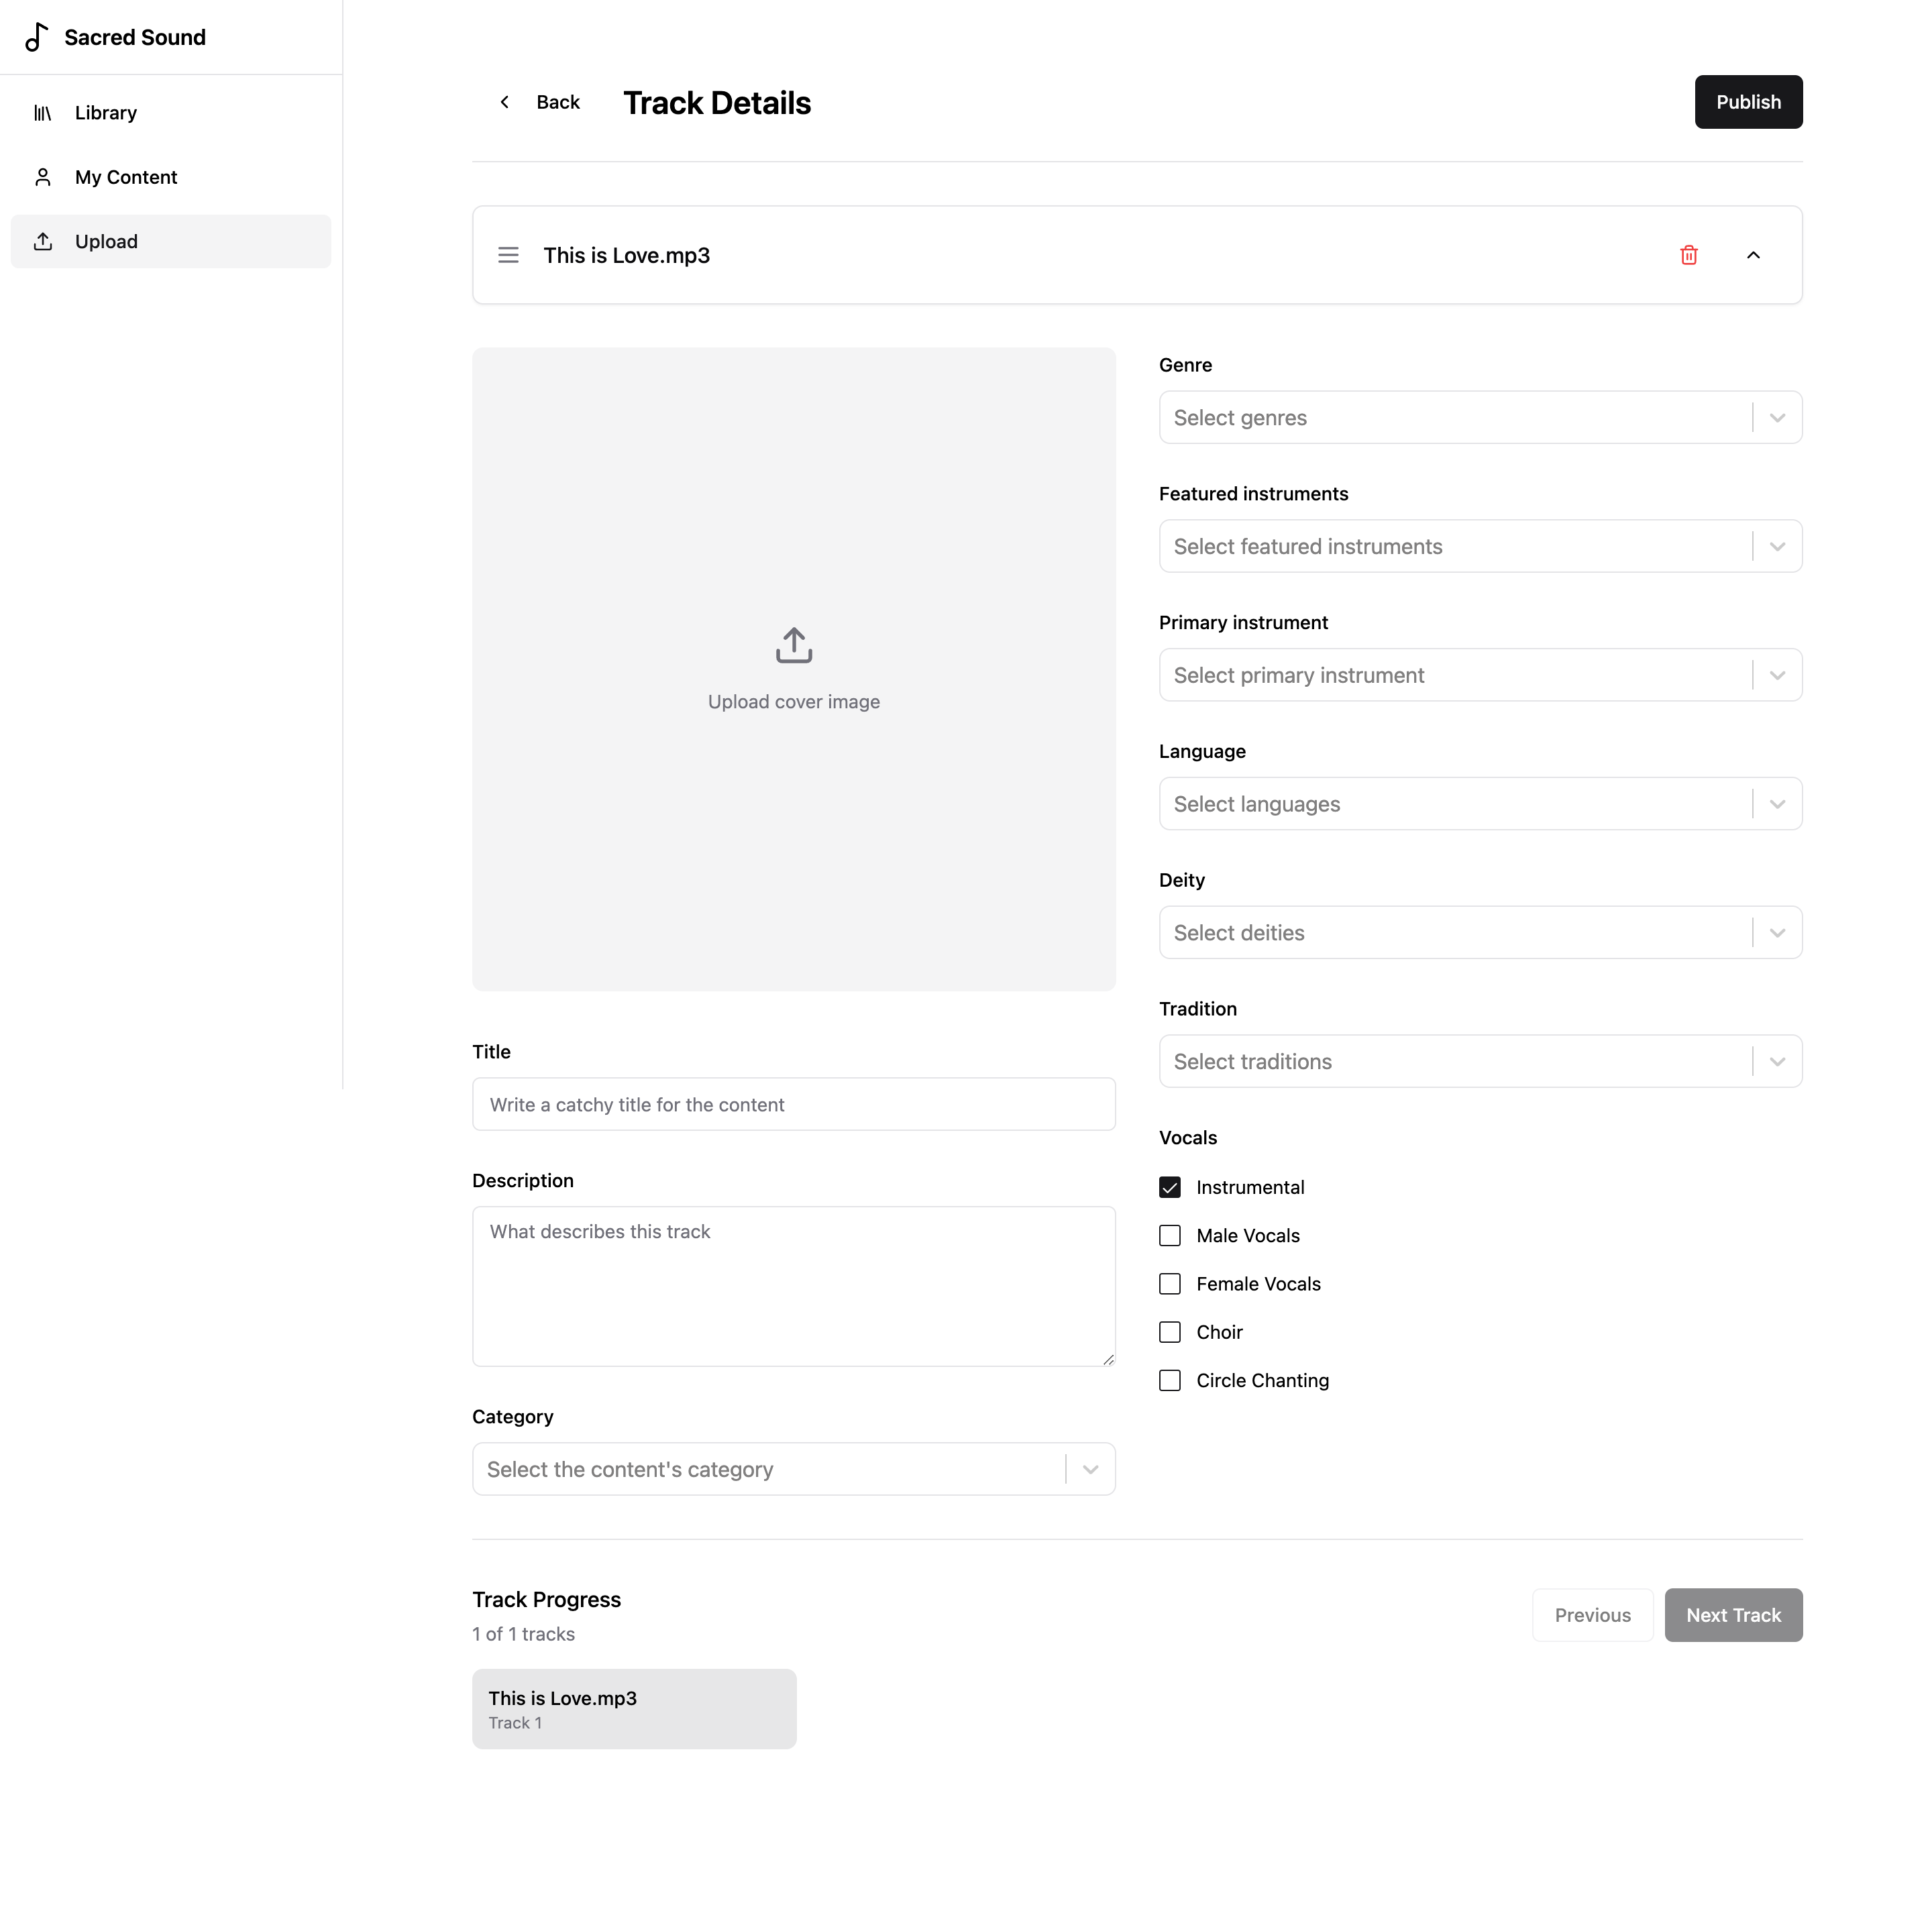 Sacred Sound
Library
My Content
Upload
Back
Track Details
Publish
This is Love.mp3
Upload cover image
Title
Write a catchy title for the content
Description
What describes this track
Category
Select the content's category
Genre
Select genres
Featured instruments
Select featured instruments
Primary instrument
Select primary instrument
Language
Select languages
Deity
Select deities
Tradition
Select traditions
Vocals
Instrumental
Male Vocals
Female Vocals
Choir
Circle Chanting
Track Progress
1 of 1 tracks
Previous
Next Track
This is Love.mp3
Track 1